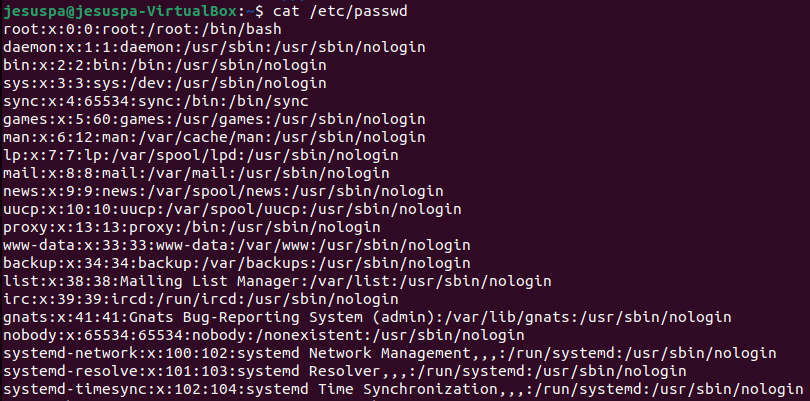 jesuspa@jesuspa-VirtualBox:~$ cat /etc/passwd
root:x:0:0:root:/root:/bin/bash
daemon:x:1:1:daemon:/usr/sbin:/usr/sbin/nologin
bin:x:2:2:bin:/bin:/usr/sbin/nologin
sys:x:3:3:sys:/dev:/usr/sbin/nologin
sync:x:4:65534:sync:/bin:/bin/sync
games:x:5:60:games:/usr/games:/usr/sbin/nologin
man:x:6:12:man:/var/cache/man:/usr/sbin/nologin
lp:x:7:7:lp:/var/spool/lpd:/usr/sbin/nologin
mail:x:8:8:mail:/var/mail:/usr/sbin/nologin
news:x:9:9:news:/var/spool/news:/usr/sbin/nologin
uucp:x:10:10:uucp:/var/spool/uucp:/usr/sbin/nologin
proxy:x:13:13:proxy:/bin:/usr/sbin/nologin
www-data:x:33:33:www-data:/var/www:/usr/sbin/nologin
backup:x:34:34:backup:/var/backups:/usr/sbin/nologin
list:x:38:38:Mailing List Manager:/var/list:/usr/sbin/nologin
irc:x:39:39:ircd:/run/ircd:/usr/sbin/nologin
gnats:x:41:41:Gnats Bug-Reporting System (admin):/var/lib/gnats:/usr/sbin/nologin
nobody:x:65534:65534:nobody:/nonexistent:/usr/sbin/nologin
systemd-network:x:100:102:systemd Network Management,,,:/run/systemd:/usr/sbin/nologin
systemd-resolve:x:101:103:systemd Resolver,,,:/run/systemd:/usr/sbin/nologin
systemd-timesync:x:102:104:systemd Time Synchronization,,,:/run/systemd:/usr/sbin/nologin